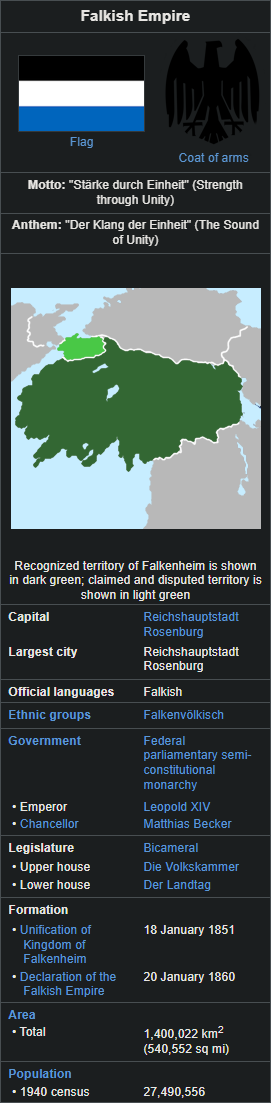 Falkish Empire
Flag
Coat of arms
Motto: "Stärke durch Einheit" (Strength
through Unity)
Anthem: "Der Klang der Einheit" (The Sound
of Unity)
Recognized territory of Falkenheim is shown
in dark green; claimed and disputed territory is
shown in light green
Capital Reichshauptstadt
Rosenburg
Largest city Reichshauptstadt
Rosenburg
Official languages Falkish
Ethnic groups Falkenvölkisch
Government Federal
parliamentary semi-
constitutional
monarchy
• Emperor Leopold XIV
• Chancellor Matthias Becker
Legislature Bicameral
• Upper house Die Volkskammer
• Lower house Der Landtag
Formation
• Unification of 18 January 1851
Kingdom of
Falkenheim
• Declaration of the 20 January 1860
Falkish Empire
Area
• Total 1,400,022 km2
(540,552 sq mi)
Population
• 1940 census 27,490,556